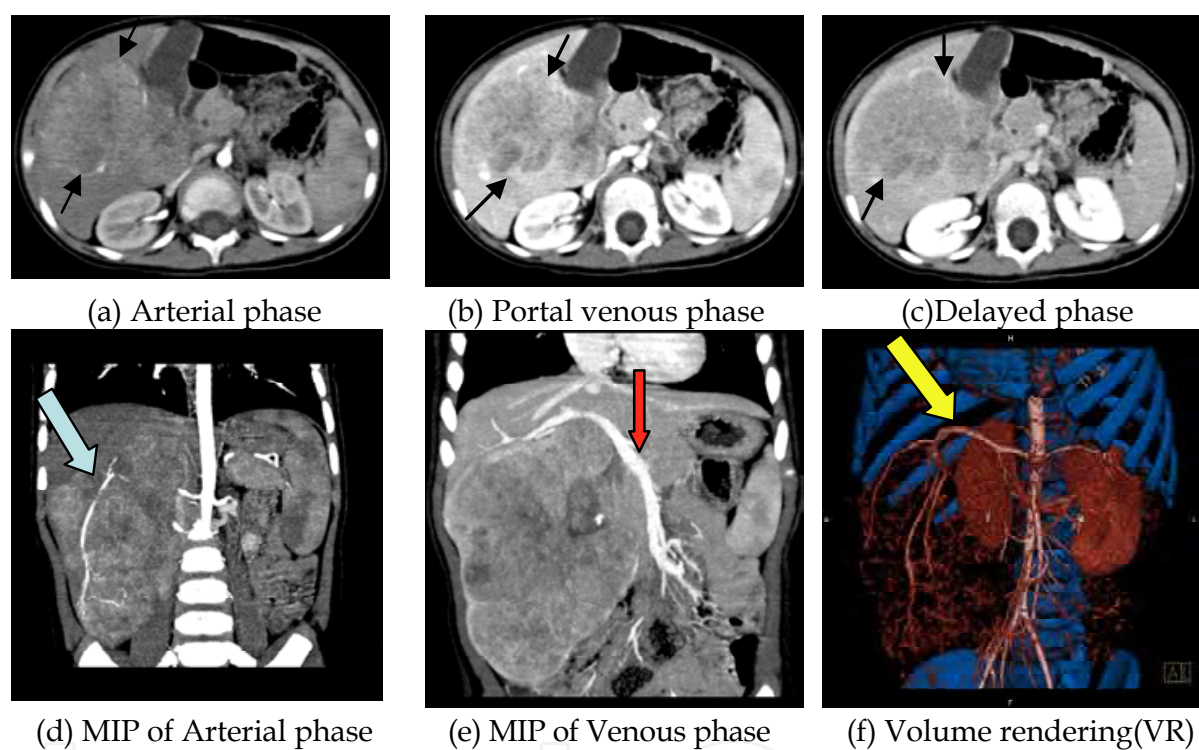 (a) Arterial phase
(b) Portal venous phase
(c)Delayed phase
H
F
(d) MIP of Arterial phase
(e) MIP of Venous phase
(f) Volume rendering(VR)